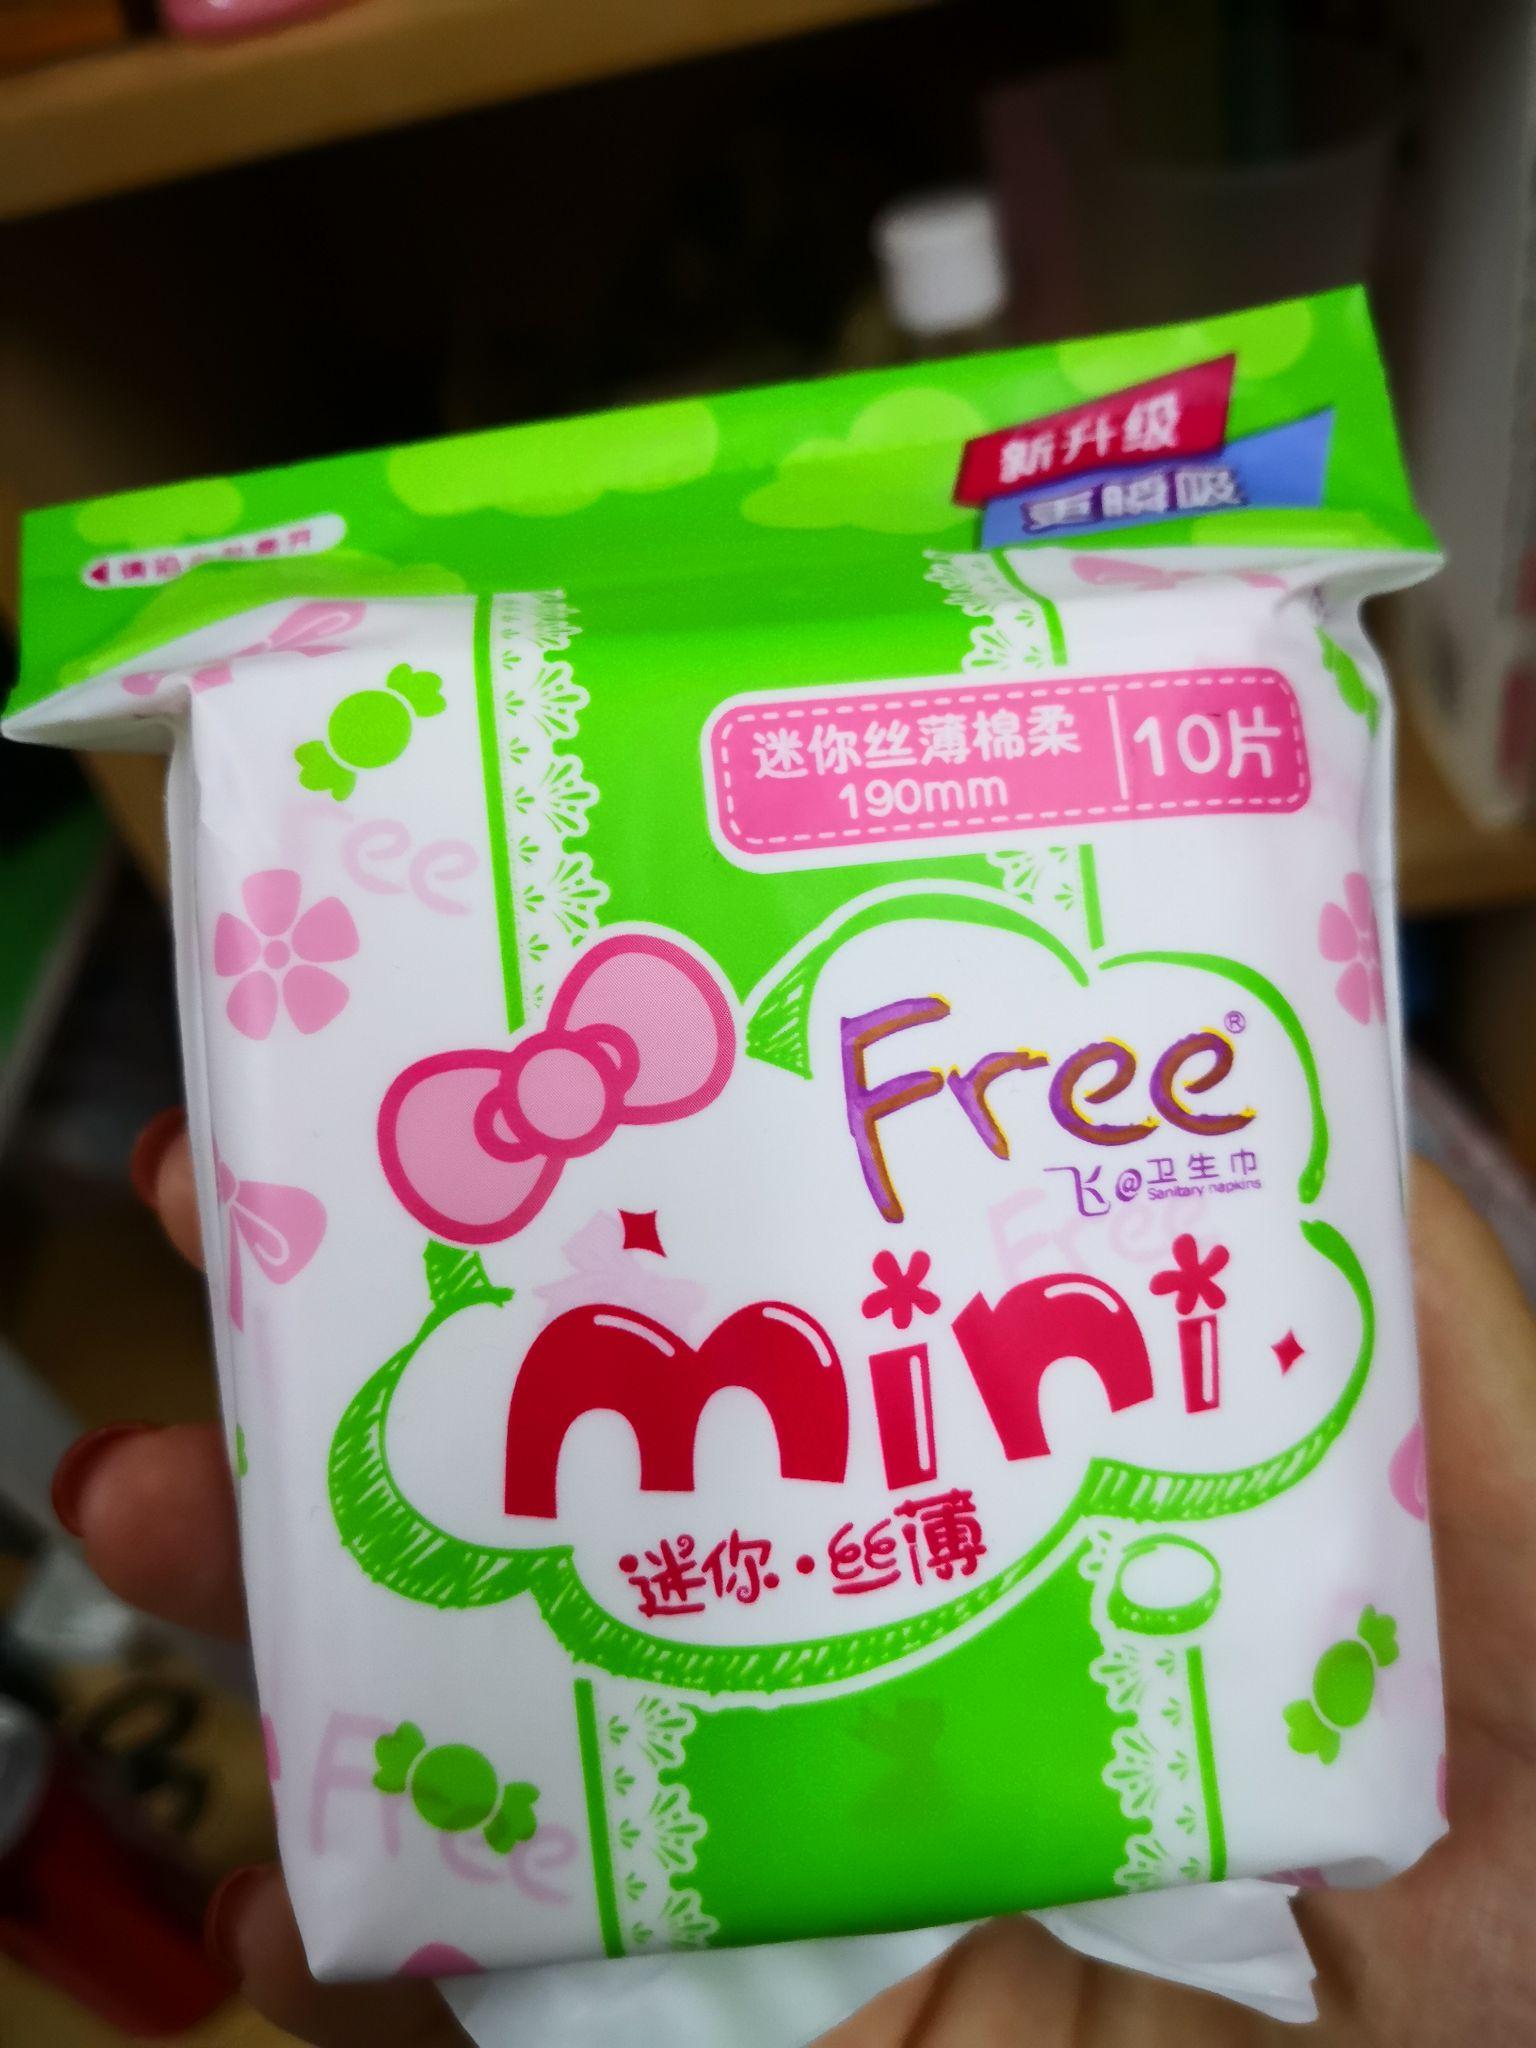 新升级
更瞬吸
迷你丝薄棉柔
190mm
10片
Free
Free®
飞@卫生巾
Sanitary napkins
Free
mini
迷你·丝薄
Free